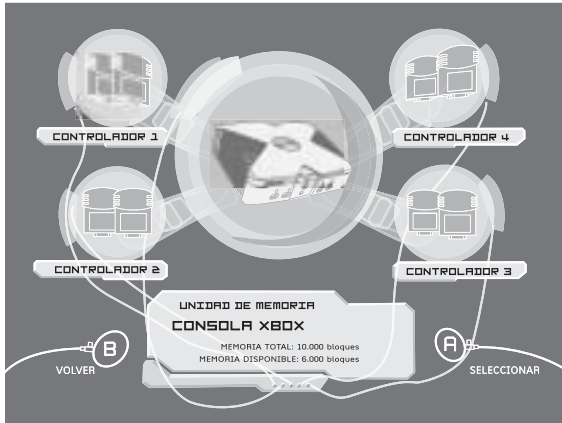 CONTROLADOR 1
CONTROLADOR 4
CONTROLADOR 2
CONTROLADOR 3
UNIDAD DE MEMORIA
CONSOLA XBOX
MEMORIA TOTAL: 10.000 bloques
MEMORIA DISPONIBLE: 6.000 bloques
B
VOLVER
A
SELECCIONAR